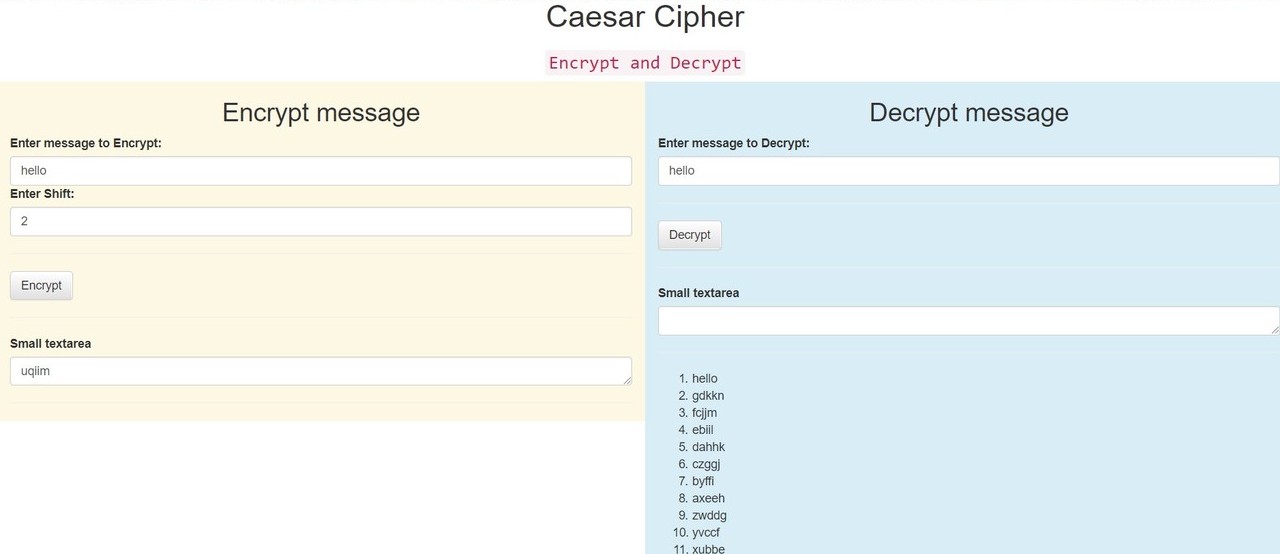 Caesar Cipher
Encrypt and Decrypt
Encrypt message
Enter message to Encrypt:
hello
Enter Shift:
2
Encrypt
Small textarea
uqiim
Decrypt message
Enter message to Decrypt:
hello
Decrypt
Small textarea
1. hello
2. gdkkn
3. fcjjm
4. ebiil
5. dahhk
6. czggj
7. byffi
8. axeeh
9. zwddg
10. yvccf
11. xubbe